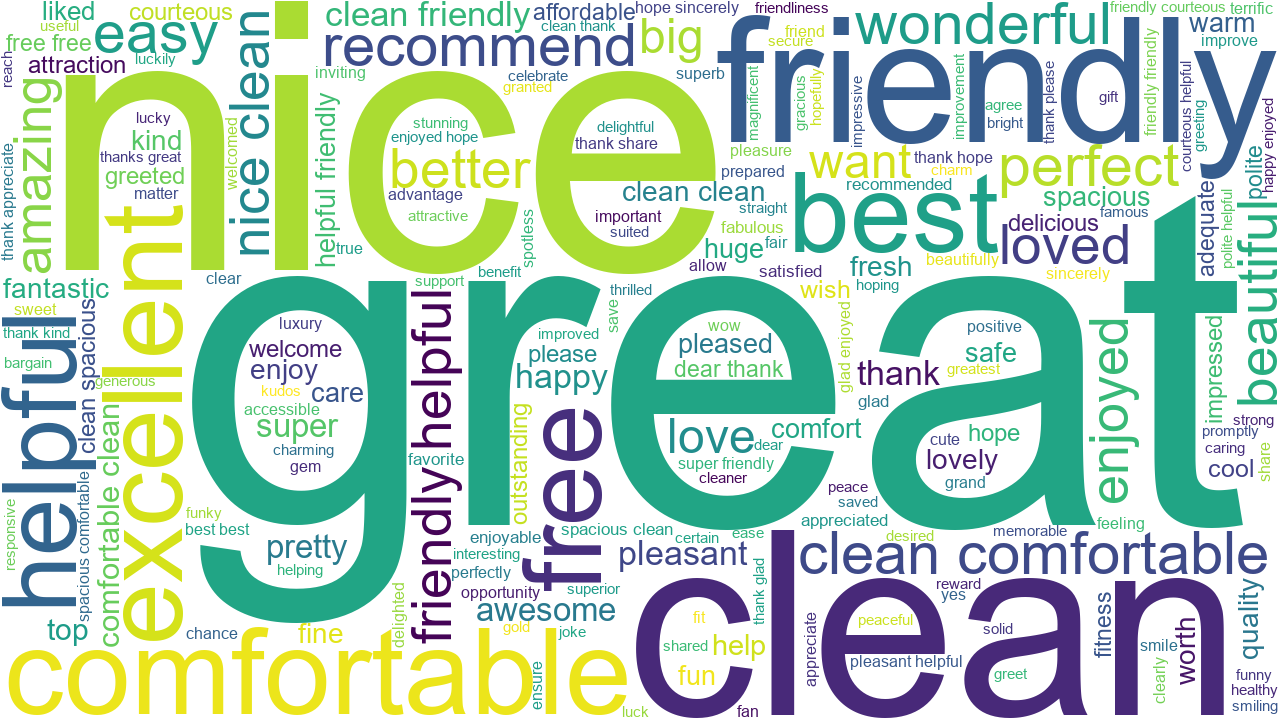 liked
courteous
useful
easy
free free
luckily
attraction
reach
clean friendly
affordable
hope sincerely
friendliness
clean thank
recommend
big
friend
secure
wonderful
friendly courteous
terrific
warm
improve
nice
friendly
amazing
excellent
nice clean
inviting
celebrate
granted
superb
magnificent
gracious
hopefully
impressive
improvement
agree
bright
thank please
gift
friendly friendly
courteous helpful
greeting
happy enjoyed
lucky
kind
thanks great
greeted
matter
welcomed
helpful friendly
stunning
enjoyed hope
better
advantage
attractive
delightful
thank share
clean clean
important
suited
pleasure
prepared
straight
fabulous
huge
fair
want
thank hope
charm
recommended
best
perfect
spacious
famous
delicious
loved
adequate
polite
polite helpful
beautiful
thank appreciate
fantastic
sweet
thank kind
bargain
generous
clear
true
support
benefit
spotless
thrilled
save
allow
satisfied
wish
fresh
hoping
beautifully
sincerely
great
helpful
clean spacious
comfortable clean
luxury
welcome
enjoy
kudos
care
accessible
super
charming
gem
friendly helpful
favorite
improved
please
happy
outstanding
free
wow
pleased
dear thank
love
dear
super friendly
cleaner
comfort
glad enjoyed
thank
glad
positive
safe
greatest
cute
hope
lovely
grand
enjoyed
impressed
strong
promptly
caring
cool
share
responsive
spacious comfortable
funky
best best
pretty
helping
enjoyable
interesting
perfectly
opportunity
spacious clean
certain
ease
superior
pleasant
peace
saved
appreciated
desired
memorable
feeling
clean comfortable
top
chance
fine
delighted
awesome
gold
joke
ensure
comfortable
luck
shared
fit
help
fun
fan
thank glad
clean
appreciate
peaceful
pleasant helpful
reward
yes
solid
greet
fitness
smile
clearly
worth
quality
funny
healthy
smiling